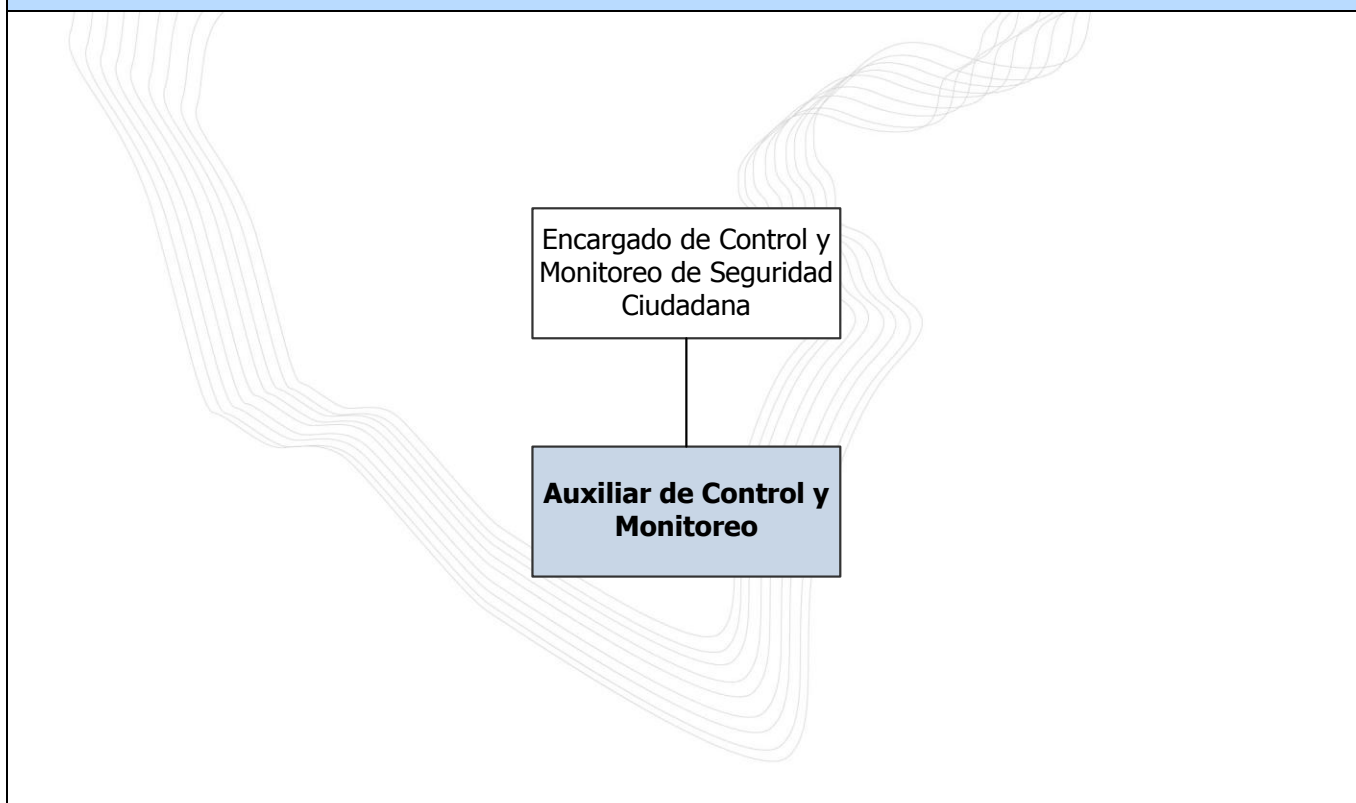 Encargado de Control y
Monitoreo de Seguridad
Ciudadana
Auxiliar de Control y
Monitoreo